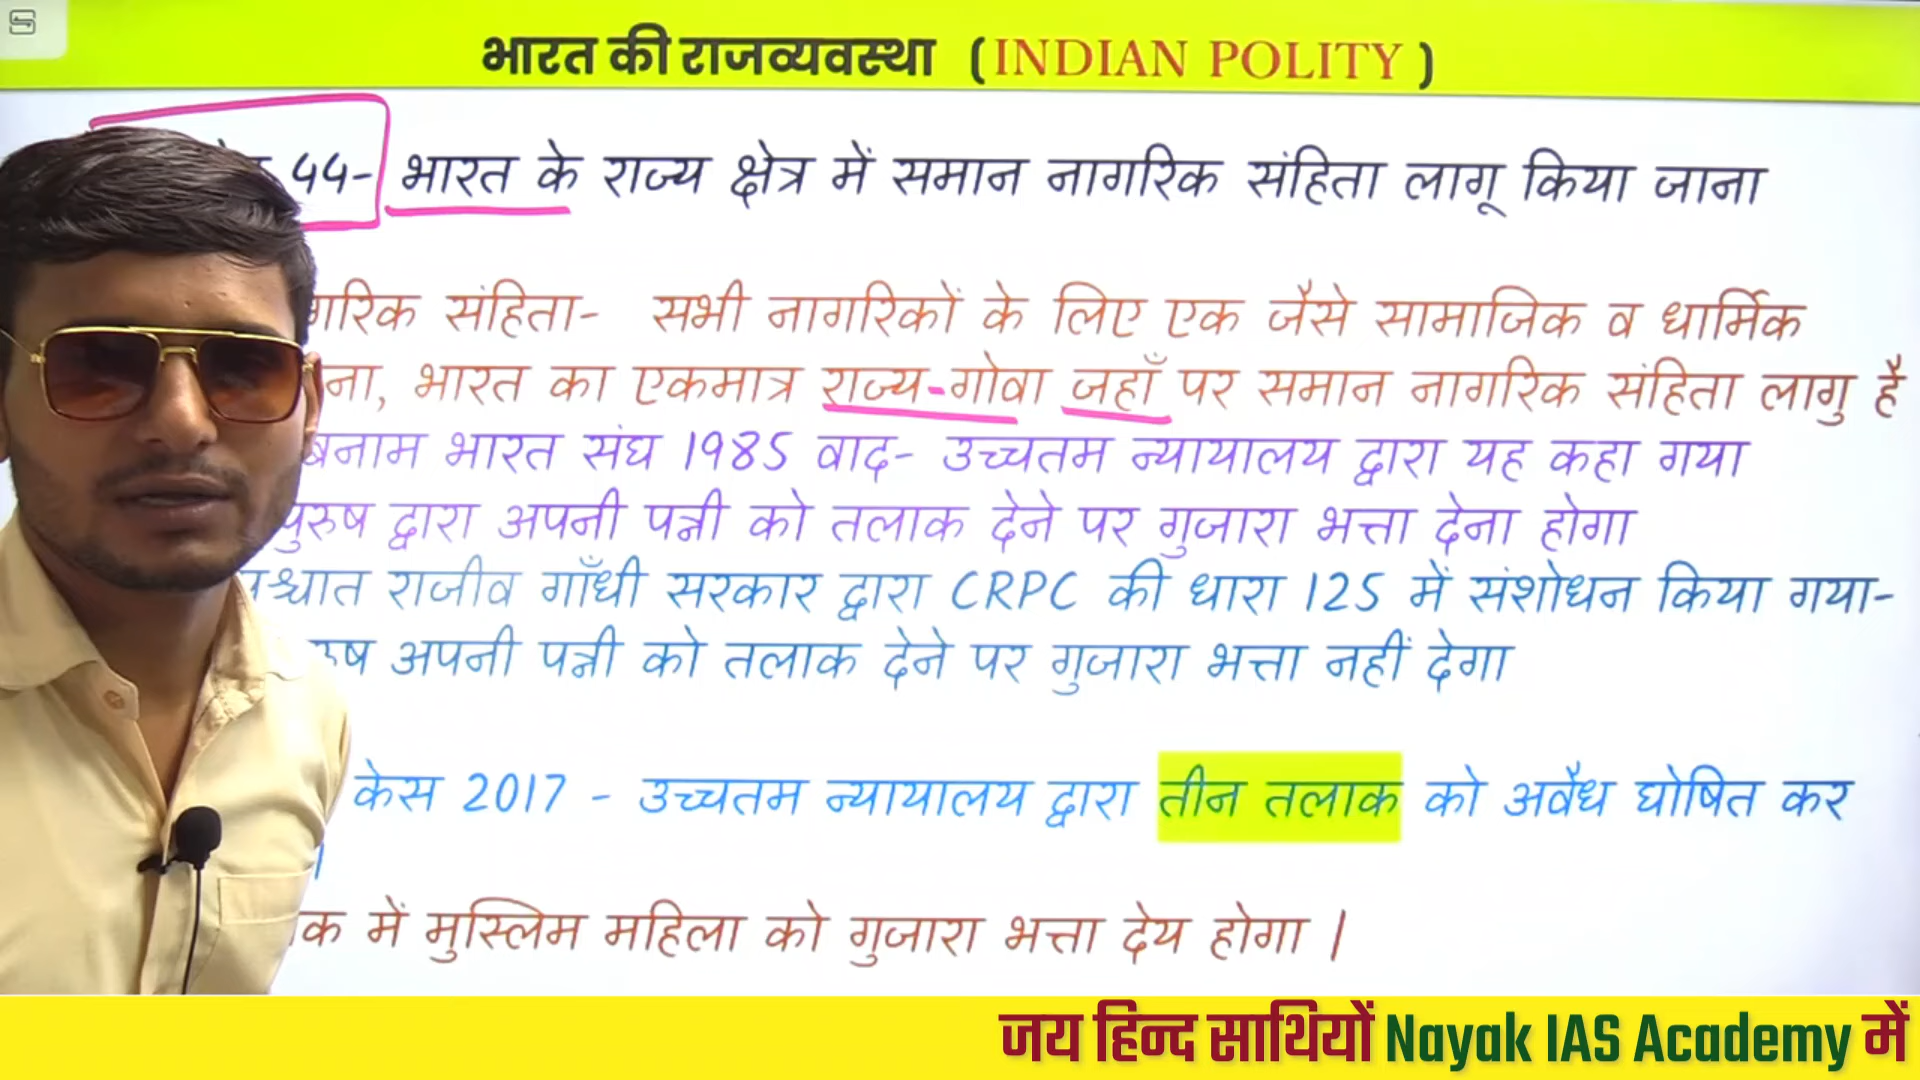 भारत की राजव्यवस्था (INDIAN POLITY)
44- भारत के राज्य क्षेत्र में समान नागरिक संहिता लागू किया जाना
गरिक संहिता- सभी नागरिकों के लिए एक जैसे सामाजिक व धार्मिक
ना, भारत का एकमात्र राज्य-गोवा जहाँ पर समान नागरिक संहिता लागु है
बनाम भारत संघ 1985 वाद- उच्चतम न्यायालय द्वारा यह कहा गया
पुरुष द्वारा अपनी पत्नी को तलाक देने पर गुजारा भत्ता देना होगा
श्चात राजीव गाँधी सरकार द्वारा CRPC की धारा 125 में संशोधन किया गया-
रुष अपनी पत्नी को तलाक देने पर गुजारा भत्ता नहीं देगा
केस 2017 - उच्चतम न्यायालय द्वारा तीन तलाक को अवैध घोषित कर
।
क में मुस्लिम महिला को गुजारा भत्ता देय होगा ।
जय हिन्द साथियों Nayak IAS Academy में